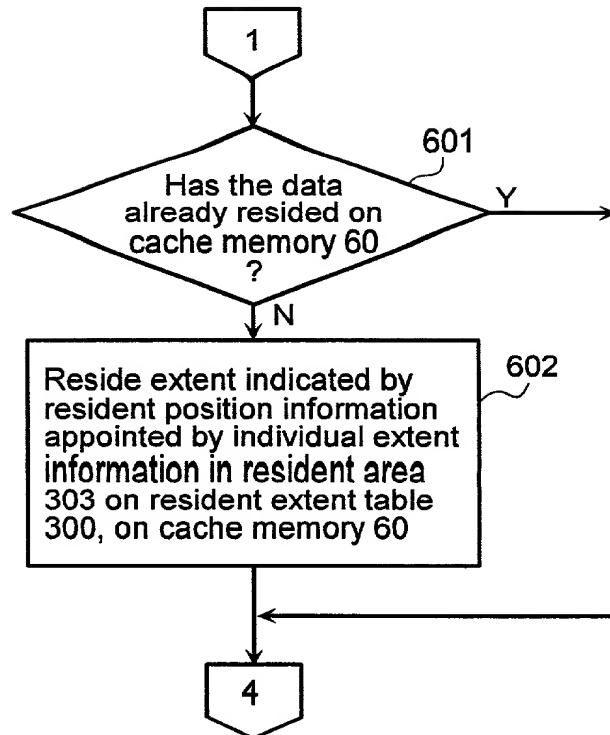 1
601
Has the data
already resided on
cache memory 60
?
Y
N
602
Reside extent indicated by
resident position information
appointed by individual extent
information in resident area
303 on resident extent table
300, on cache memory 60
4